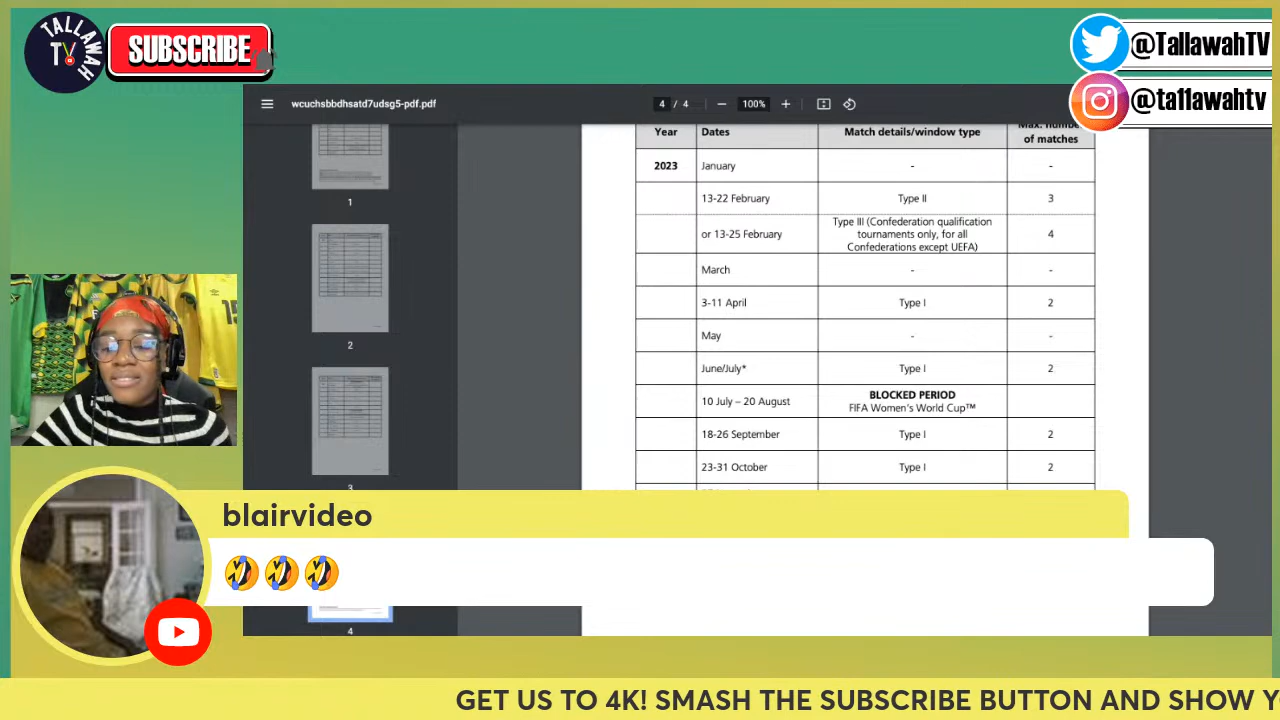 TALLAWAH
TV
SUBSCRIBE
@TallawahTV
@ta11awahtv
wcuchsbbdhsatd7udsg5-pdf.pdf
4 / 4
100%
Year Dates Match details/window type Max. number
of matches
2023 January - -
13-22 February Type II 3
or 13-25 February Type III (Confederation qualification
tournaments only, for all
Confederations except UEFA) 4
March - -
3-11 April Type I 2
May - -
June/July* Type I 2
10 July – 20 August BLOCKED PERIOD
FIFA Women's World Cup™
18-26 September Type I 2
23-31 October Type I 2
1
2
3
4
15
blairvideo
🤣🤣🤣
GET US TO 4K! SMASH THE SUBSCRIBE BUTTON AND SHOW Y